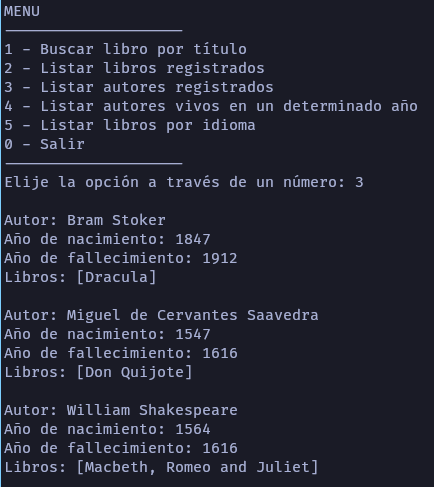 MENU
--------------------
1 - Buscar libro por título
2 - Listar libros registrados
3 - Listar autores registrados
4 - Listar autores vivos en un determinado año
5 - Listar libros por idioma
0 - Salir
--------------------
Elije la opción a través de un número: 3
Autor: Bram Stoker
Año de nacimiento: 1847
Año de fallecimiento: 1912
Libros: [Dracula]
Autor: Miguel de Cervantes Saavedra
Año de nacimiento: 1547
Año de fallecimiento: 1616
Libros: [Don Quijote]
Autor: William Shakespeare
Año de nacimiento: 1564
Año de fallecimiento: 1616
Libros: [Macbeth, Romeo and Juliet]